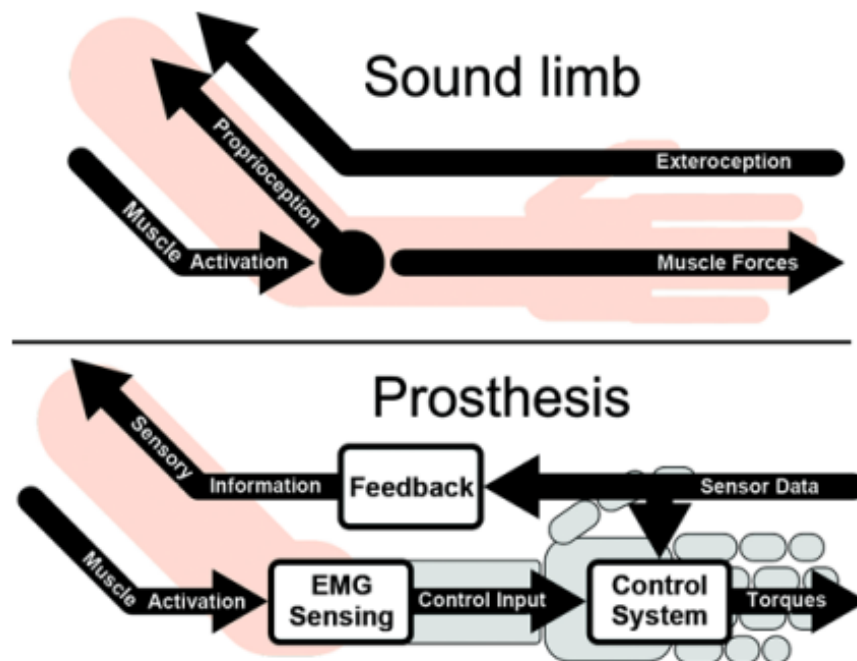 Sound limb
Exteroception
Proprioception
Muscle Activation
Muscle Forces
Prosthesis
Sensory Information
Feedback
Sensor Data
Muscle Activation
EMG
Sensing
Control Input
Control
System
Torques